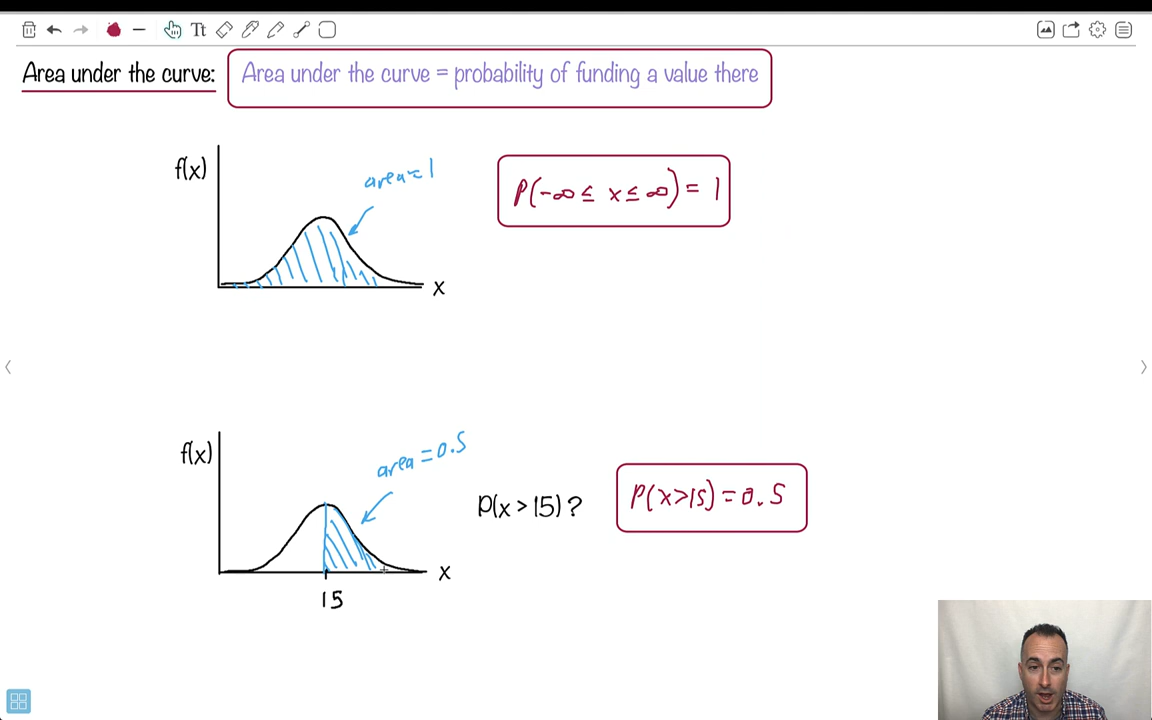 Tt
Area under the curve: Area under the curve = probability of funding a value there
f(x)
area=1
P(-∞ ≤ x ≤ ∞) = 1
x
f(x)
area = 0.5
P(x > 15) ?
P(x>15) = 0.5
x
15